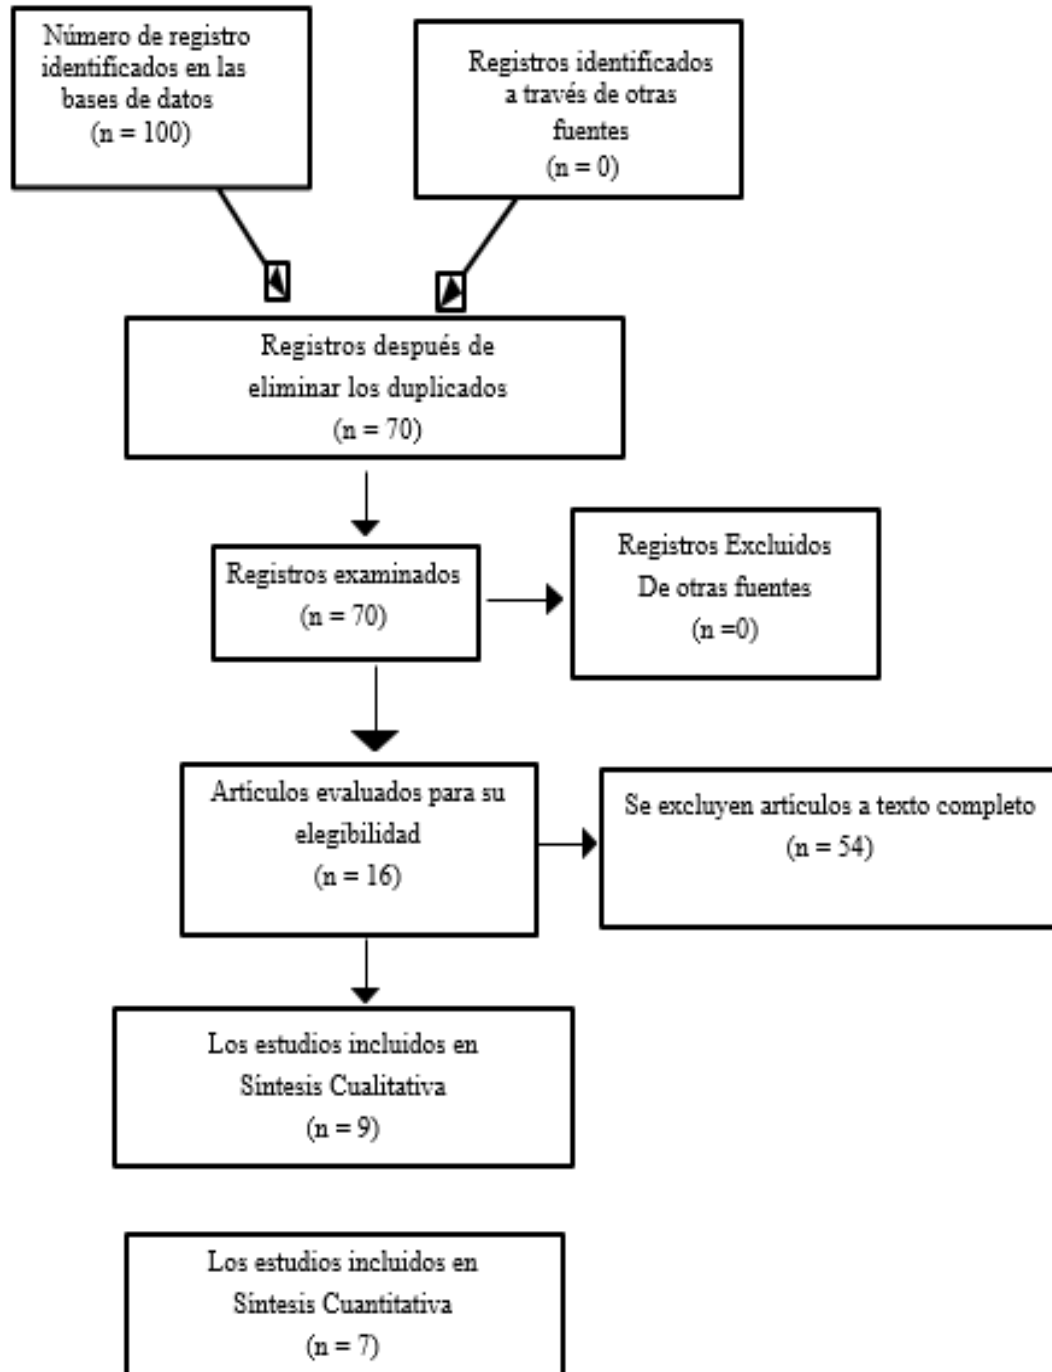 Número de registro
identificados en las
bases de datos
(n = 100)
Registros identificados
a través de otras
fuentes
(n = 0)
Registros después de
eliminar los duplicados
(n = 70)
Registros examinados
(n = 70)
Registros Excluidos
De otras fuentes
(n =0)
Artículos evaluados para su
elegibilidad
(n = 16)
Se excluyen artículos a texto completo
(n = 54)
Los estudios incluidos en
Síntesis Cualitativa
(n = 9)
Los estudios incluidos en
Síntesis Cuantitativa
(n = 7)